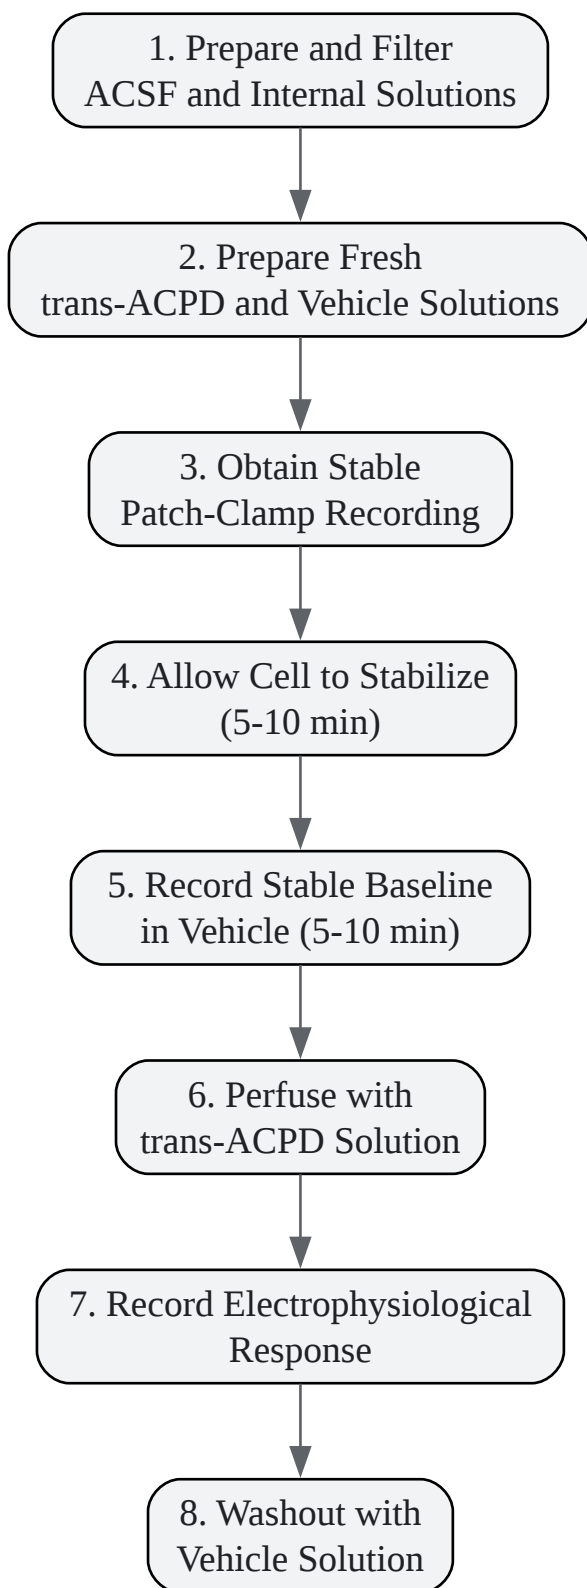 1. Prepare and Filter
ACSF and Internal Solutions
2. Prepare Fresh
trans-ACPD and Vehicle Solutions
3. Obtain Stable
Patch-Clamp Recording
4. Allow Cell to Stabilize
(5-10 min)
5. Record Stable Baseline
in Vehicle (5-10 min)
6. Perfuse with
trans-ACPD Solution
7. Record Electrophysiological
Response
8. Washout with
Vehicle Solution